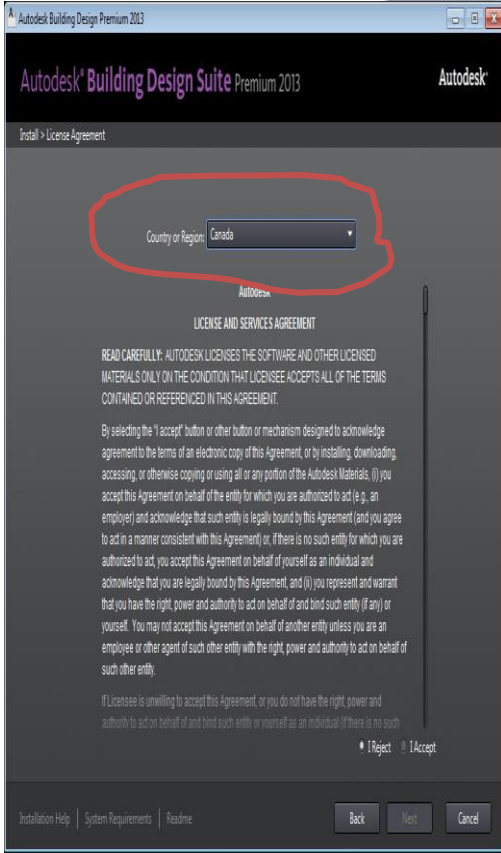 Autodesk Building Design Premium 2013
Autodesk® Building Design Suite Premium 2013
Autodesk®
Install > License Agreement
Country or Region: Canada
Autodesk
LICENSE AND SERVICES AGREEMENT
READ CAREFULLY: AUTODESK LICENSES THE SOFTWARE AND OTHER LICENSED
MATERIALS ONLY ON THE CONDITION THAT LICENSEE ACCEPTS ALL OF THE TERMS
CONTAINED OR REFERENCED IN THIS AGREEMENT.
By selecting the "I accept" button or other button or mechanism designed to acknowledge
agreement to the terms of an electronic copy of this Agreement, or by installing, downloading,
accessing, or otherwise copying or using all or any portion of the Autodesk Materials, (i) you
accept this Agreement on behalf of the entity for which you are authorized to act (e.g., an
employer) and acknowledge that such entity is legally bound by this Agreement (and you agree
to act in a manner consistent with this Agreement) or, if there is no such entity for which you are
authorized to act, you accept this Agreement on behalf of yourself as an individual and
acknowledge that you are legally bound by this Agreement, and (ii) you represent and warrant
that you have the right, power and authority to act on behalf of and bind such entity (if any) or
yourself. You may not accept this Agreement on behalf of another entity unless you are an
employee or other agent of such other entity with the right, power and authority to act on behalf of
such other entity.
If Licensee is unwilling to accept this Agreement, or you do not have the right, power and
authority to act on behalf of and bind such entity or yourself as an individual (if there is no such
I Reject I Accept
Installation Help | System Requirements | Readme
Back Next Cancel